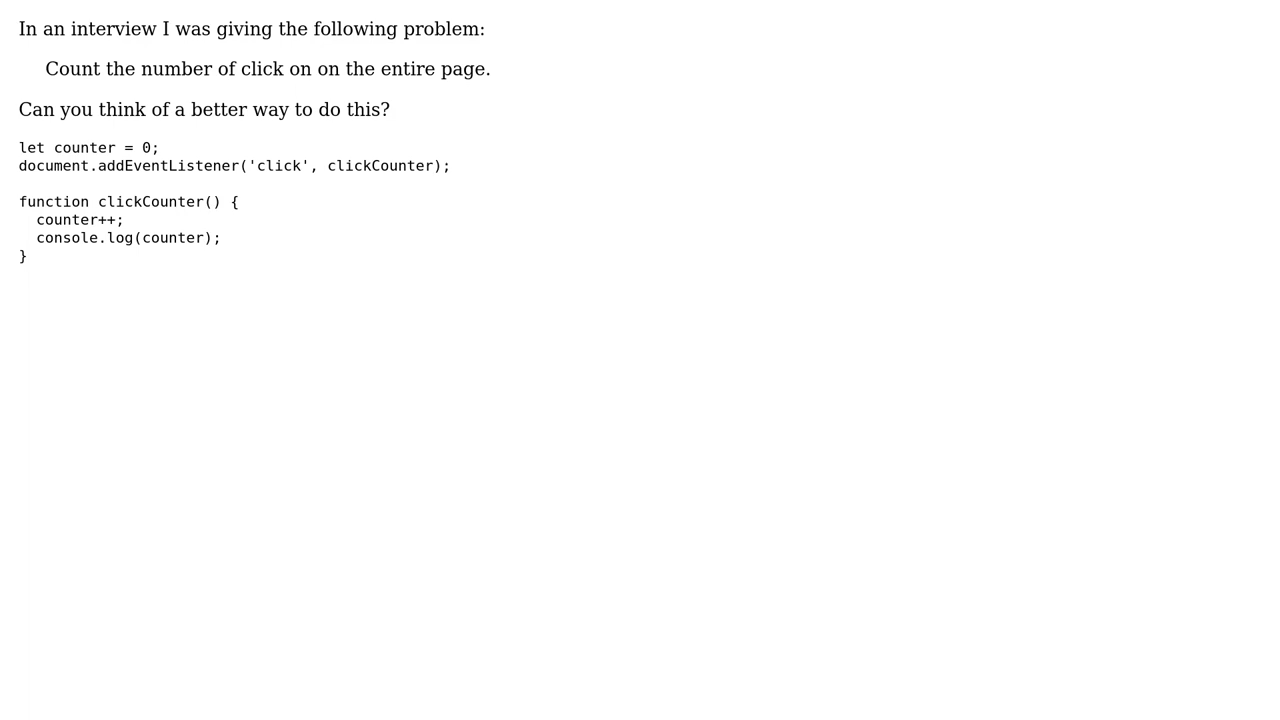 In an interview I was giving the following problem:
Count the number of click on on the entire page.
Can you think of a better way to do this?
let counter = 0;
document.addEventListener('click', clickCounter);
function clickCounter() {
  counter++;
  console.log(counter);
}